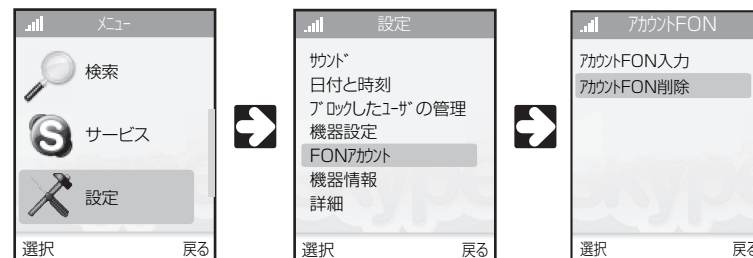 メニュー
検索
サービス
設定
選択 戻る
設定
サウンド
日付と時刻
ブロックしたユーザの管理
機器設定
FONアカウント
機器情報
詳細
選択 戻る
アカウントFON
アカウントFON入力
アカウントFON削除
選択 戻る